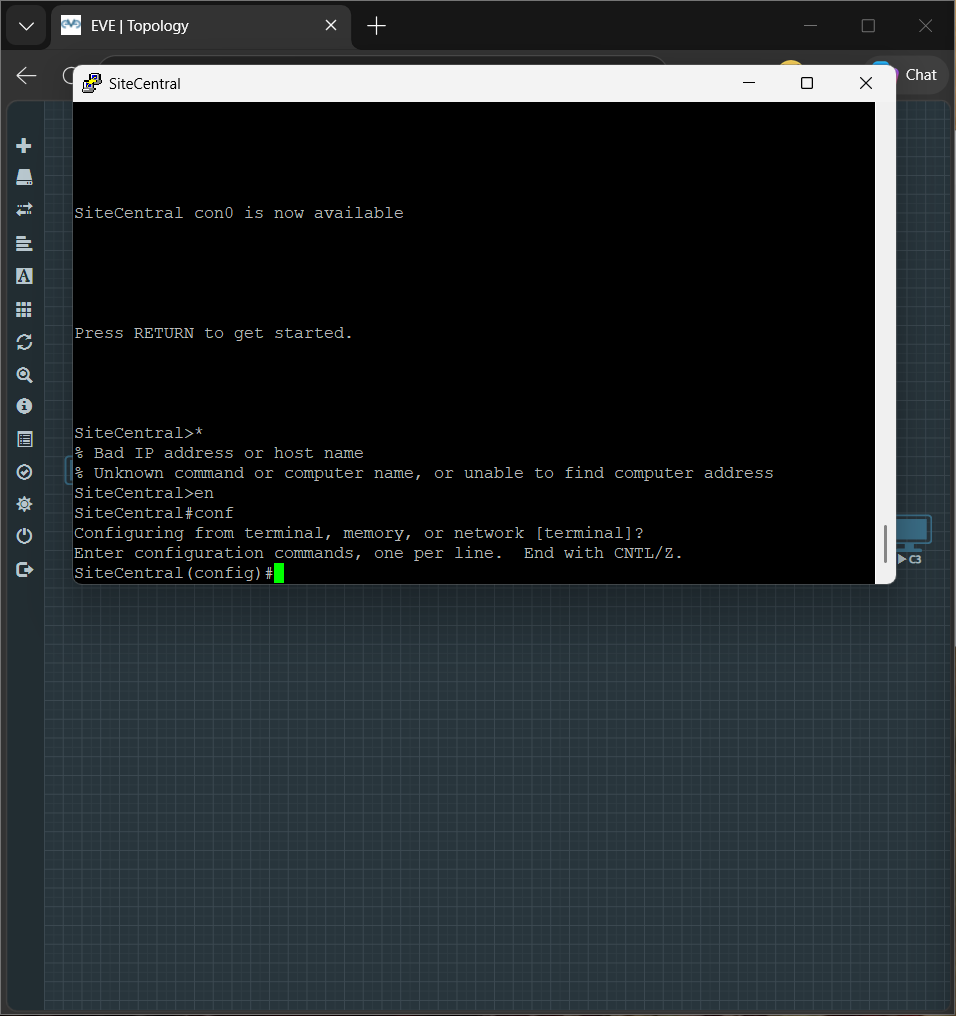 EVE | Topology
Chat
SiteCentral
SiteCentral con0 is now available
Press RETURN to get started.
SiteCentral>*
% Bad IP address or host name
% Unknown command or computer name, or unable to find computer address
SiteCentral>en
SiteCentral#conf
Configuring from terminal, memory, or network [terminal]?
Enter configuration commands, one per line.  End with CNTL/Z.
SiteCentral(config)#
C3